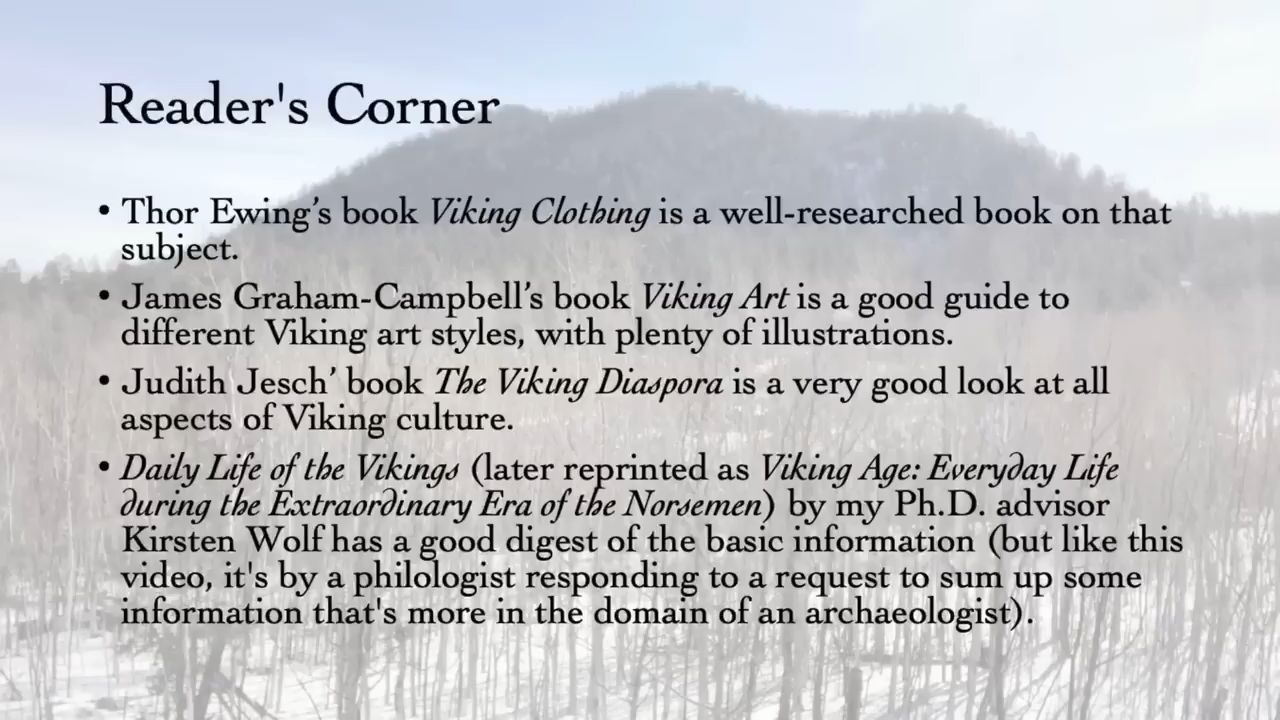 Reader's Corner
• Thor Ewing’s book Viking Clothing is a well-researched book on that
subject.
• James Graham-Campbell’s book Viking Art is a good guide to
different Viking art styles, with plenty of illustrations.
• Judith Jesch’ book The Viking Diaspora is a very good look at all
aspects of Viking culture.
• Daily Life of the Vikings (later reprinted as Viking Age: Everyday Life
during the Extraordinary Era of the Norsemen) by my Ph.D. advisor
Kirsten Wolf has a good digest of the basic information (but like this
video, it's by a philologist responding to a request to sum up some
information that's more in the domain of an archaeologist).